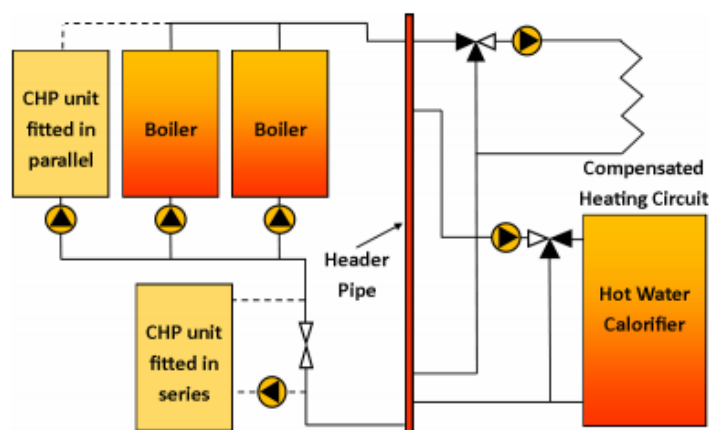 CHP unit
fitted in
parallel
Boiler
Boiler
Compensated
Heating Circuit
Header
Pipe
Hot Water
Calorifier
CHP unit
fitted in
series